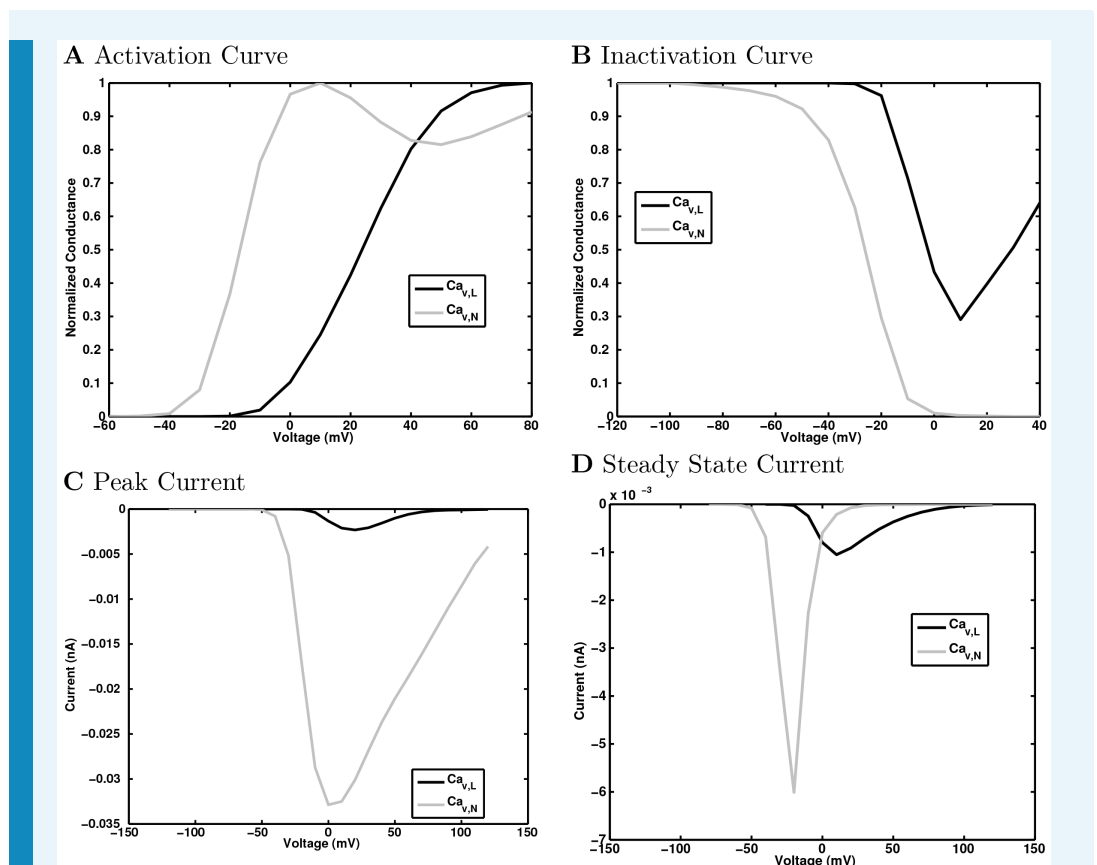 A Activation Curve
1
0.9
0.8
0.7
0.6
0.5
0.4
0.3
0.2
0.1
0
Normalized Conductance
Ca_v,L
Ca_v,N
−60 −40 −20 0 20 40 60 80
Voltage (mV)
B Inactivation Curve
1
0.9
0.8
0.7
0.6
0.5
0.4
0.3
0.2
0.1
0
Normalized Conductance
Ca_v,L
Ca_v,N
−120 −100 −80 −60 −40 −20 0 20 40
Voltage (mV)
C Peak Current
0
−0.005
−0.01
−0.015
−0.02
−0.025
−0.03
−0.035
Current (nA)
Ca_v,L
Ca_v,N
−150 −100 −50 0 50 100 150
Voltage (mV)
D Steady State Current
x 10 −3
0
−1
−2
−3
−4
−5
−6
−7
Current (nA)
Ca_v,L
Ca_v,N
−150 −100 −50 0 50 100 150
Voltage (mV)